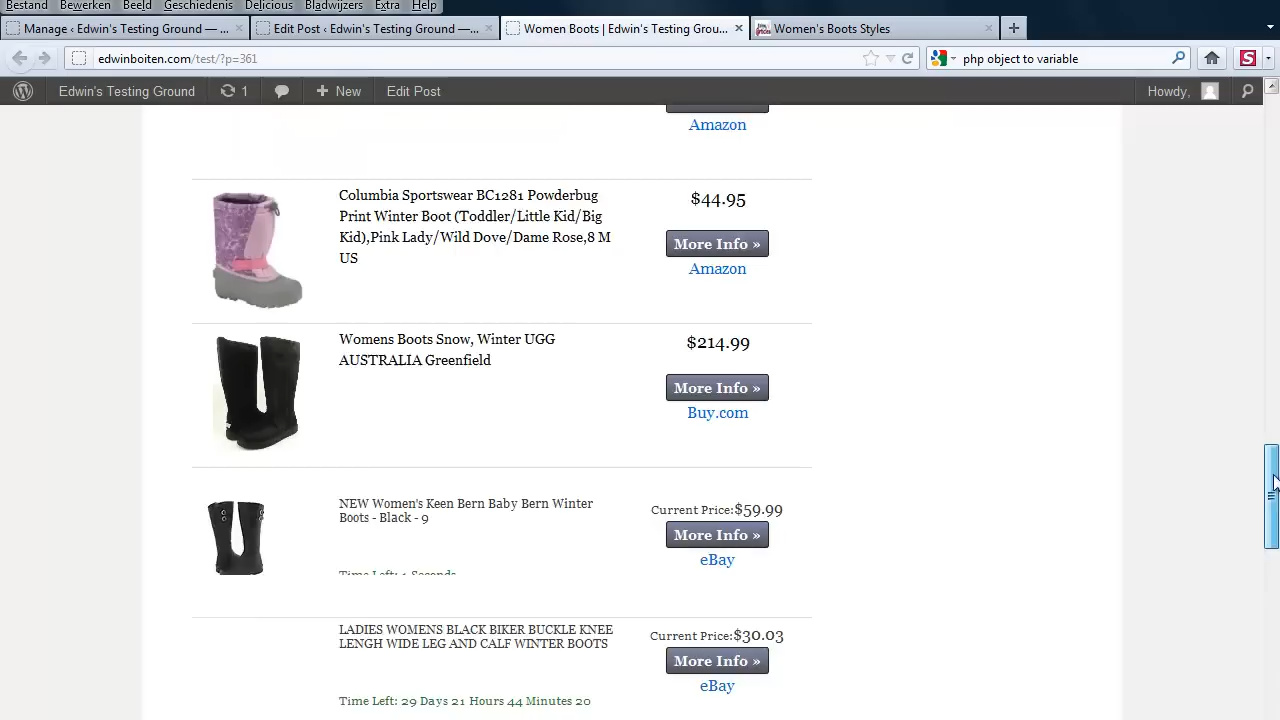 Bestand Bewerken Beeld Geschiedenis Delicious Bladwijzers Extra Help
Manage ‹ Edwin's Testing Ground — ... × Edit Post ‹ Edwin's Testing Ground —... × Women Boots | Edwin's Testing Grou... × Women's Boots Styles ×
edwinboiten.com/test/?p=361 php object to variable
Edwin's Testing Ground 1 New Edit Post Howdy,
Amazon
Columbia Sportswear BC1281 Powderbug
Print Winter Boot (Toddler/Little Kid/Big
Kid),Pink Lady/Wild Dove/Dame Rose,8 M
US
$44.95
More Info »
Amazon
Womens Boots Snow, Winter UGG
AUSTRALIA Greenfield
$214.99
More Info »
Buy.com
NEW Women's Keen Bern Baby Bern Winter
Boots - Black - 9
Time Left: 4 Seconds
Current Price:$59.99
More Info »
eBay
LADIES WOMENS BLACK BIKER BUCKLE KNEE
LENGH WIDE LEG AND CALF WINTER BOOTS
Time Left: 29 Days 21 Hours 44 Minutes 20
Current Price:$30.03
More Info »
eBay